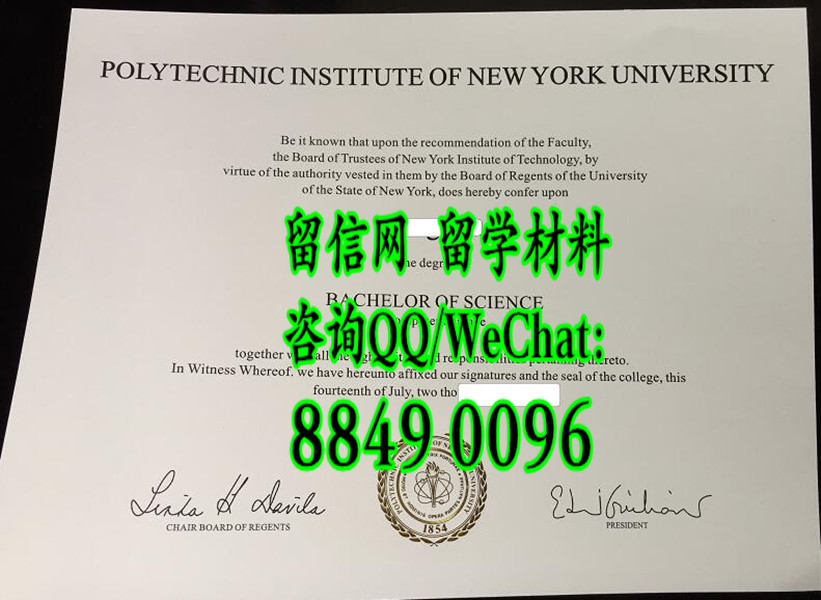 POLYTECHNIC INSTITUTE OF NEW YORK UNIVERSITY
Be it known that upon the recommendation of the Faculty,
the Board of Trustees of New York Institute of Technology, by
virtue of the authority vested in them by the Board of Regents of the University
of the State of New York, does hereby confer upon
留信网 留学材料
BACHELOR OF SCIENCE
咨询QQ/WeChat:
together
In Witness Whereof. we have hereunto affixed our signatures and the seal of the college, this
fourteenth of July, two tho
8849 0096
1854
Linda H Davila
CHAIR BOARD OF REGENTS
PRESIDENT